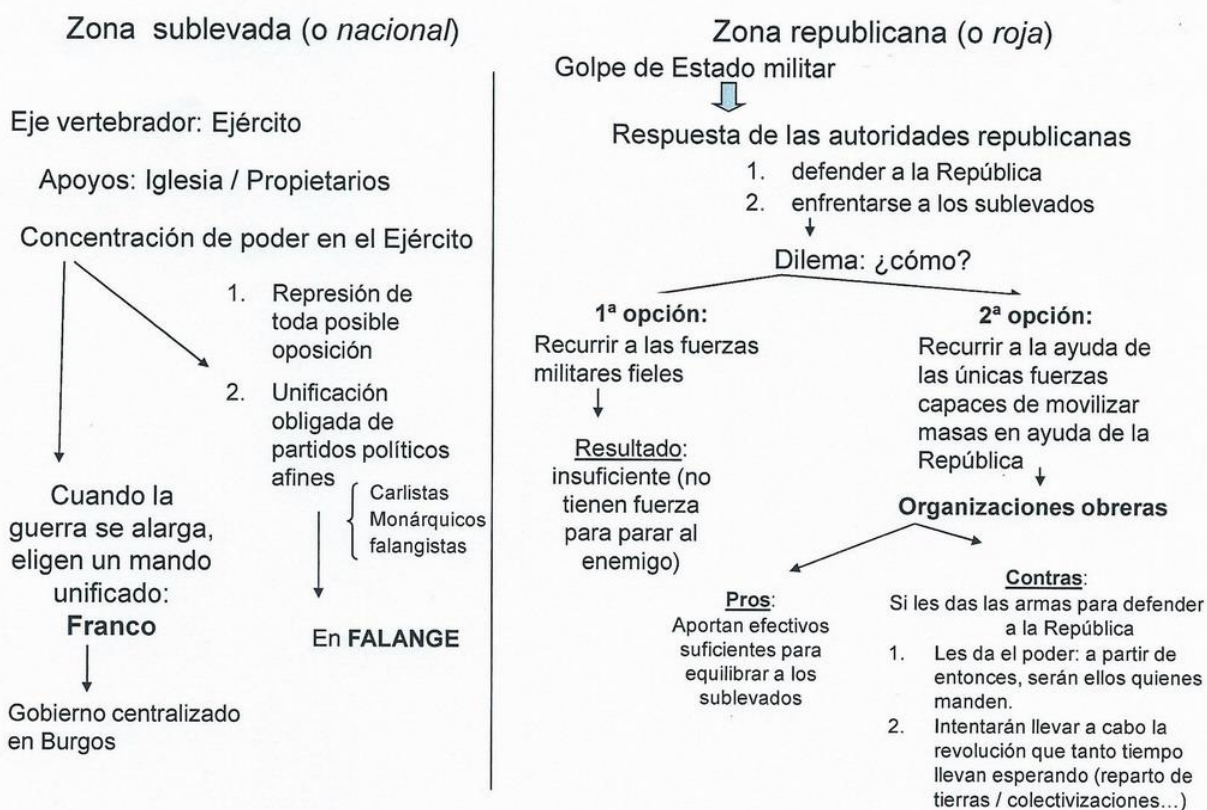 Zona sublevada (o nacional)
Eje vertebrador: Ejército
Apoyos: Iglesia / Propietarios
Concentración de poder en el Ejército
1. Represión de
toda posible
oposición
2. Unificación
obligada de
partidos políticos
afines
Carlistas
Monárquicos
falangistas
En FALANGE
Cuando la
guerra se alarga,
eligen un mando
unificado:
Franco
Gobierno centralizado
en Burgos
Zona republicana (o roja)
Golpe de Estado militar
Respuesta de las autoridades republicanas
1. defender a la República
2. enfrentarse a los sublevados
Dilema: ¿cómo?
1ª opción:
Recurrir a las fuerzas
militares fieles
Resultado:
insuficiente (no
tienen fuerza
para parar al
enemigo)
2ª opción:
Recurrir a la ayuda de
las únicas fuerzas
capaces de movilizar
masas en ayuda de la
República
Organizaciones obreras
Pros:
Aportan efectivos
suficientes para
equilibrar a los
sublevados
Contras:
Si les das las armas para defender
a la República
1. Les da el poder: a partir de
entonces, serán ellos quienes
manden.
2. Intentarán llevar a cabo la
revolución que tanto tiempo
llevan esperando (reparto de
tierras / colectivizaciones...)